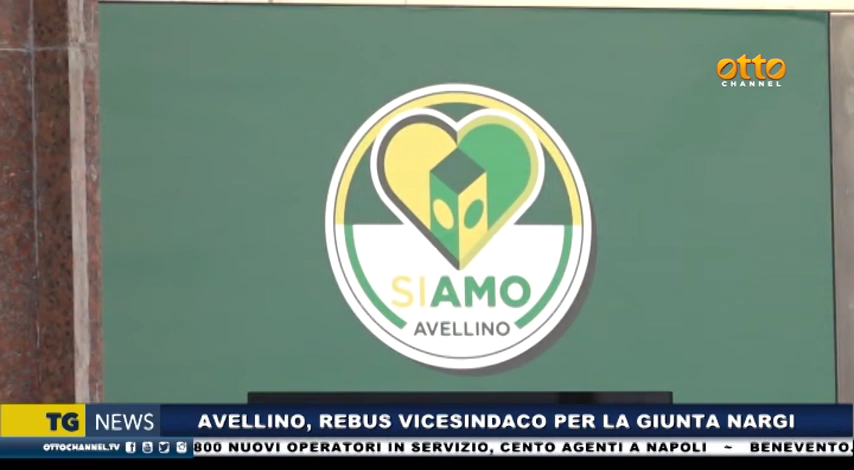 otto
CHANNEL
SIAMO
AVELLINO
TG NEWS
AVELLINO, REBUS VICESINDACO PER LA GIUNTA NARGI
OTTOCHANNEL.TV
800 NUOVI OPERATORI IN SERVIZIO, CENTO AGENTI A NAPOLI ~ BENEVENTO,